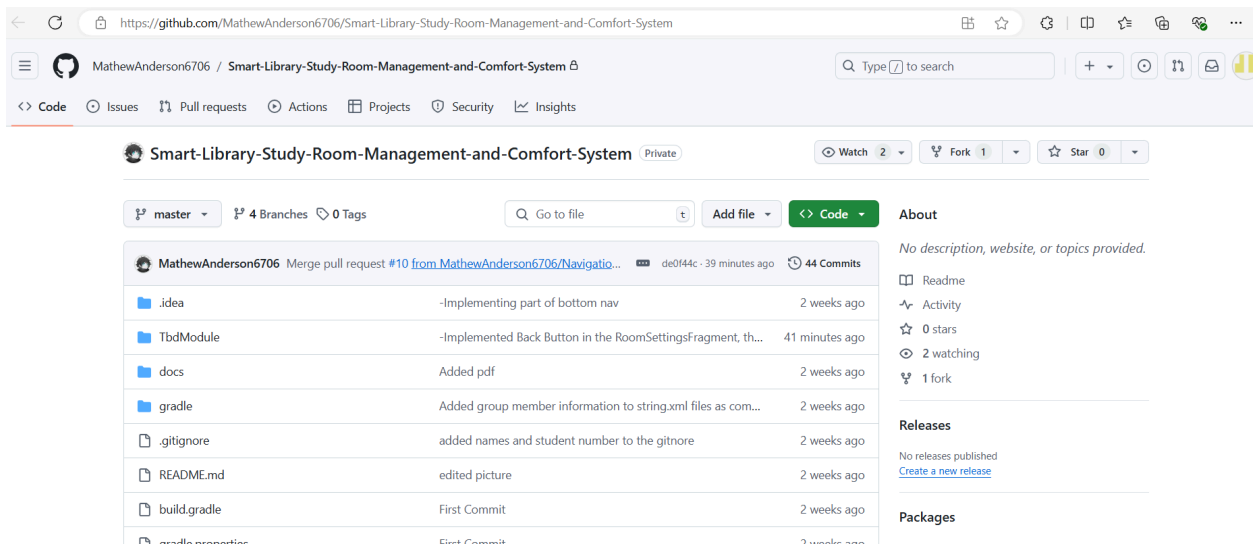 https://github.com/MathewAnderson6706/Smart-Library-Study-Room-Management-and-Comfort-System
MathewAnderson6706 / Smart-Library-Study-Room-Management-and-Comfort-System
Type / to search
Code Issues Pull requests Actions Projects Security Insights
Smart-Library-Study-Room-Management-and-Comfort-System Private
Watch 2 Fork 1 Star 0
master 4 Branches 0 Tags Go to file t Add file Code
About
No description, website, or topics provided.
MathewAnderson6706 Merge pull request #10 from MathewAnderson6706/Navigatio... de0f44c · 39 minutes ago 44 Commits
Readme
.idea -Implementing part of bottom nav 2 weeks ago
Activity
TbdModule -Implemented Back Button in the RoomSettingsFragment, th... 41 minutes ago
0 stars
2 watching
docs Added pdf 2 weeks ago
1 fork
gradle Added group member information to string.xml files as com... 2 weeks ago
Releases
.gitignore added names and student number to the gitnore 2 weeks ago
No releases published
Create a new release
README.md edited picture 2 weeks ago
build.gradle First Commit 2 weeks ago
Packages
gradle.properties First Commit 2 weeks ago